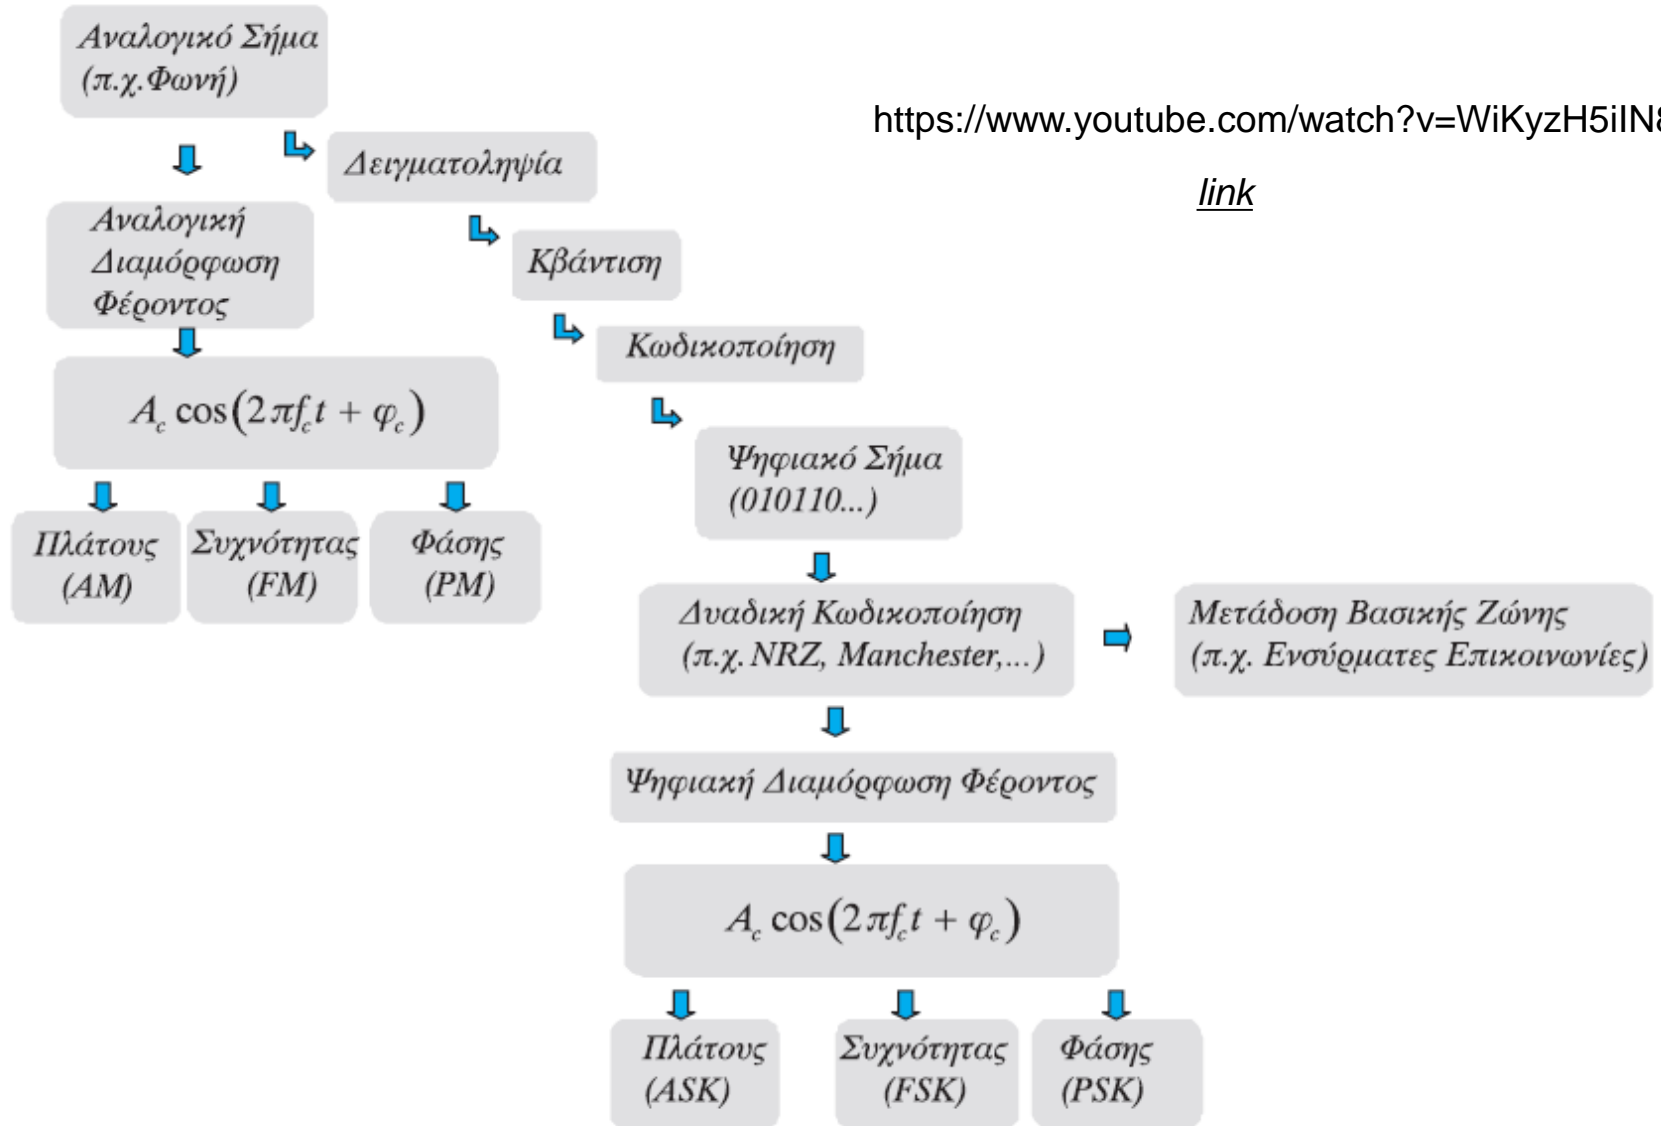 Αναλογικό Σήμα
(π.χ.Φωνή)
https://www.youtube.com/watch?v=WiKyzH5iIN8
link
Δειγματοληψία
Αναλογική
Διαμόρφωση
Φέροντος
Κβάντιση
Κωδικοποίηση
A_c cos(2πf_c t + φ_c)
Ψηφιακό Σήμα
(010110...)
Πλάτους
(AM)
Συχνότητας
(FM)
Φάσης
(PM)
Δυαδική Κωδικοποίηση
(π.χ. NRZ, Manchester,...)
Μετάδοση Βασικής Ζώνης
(π.χ. Ενσύρματες Επικοινωνίες)
Ψηφιακή Διαμόρφωση Φέροντος
A_c cos(2πf_c t + φ_c)
Πλάτους
(ASK)
Συχνότητας
(FSK)
Φάσης
(PSK)